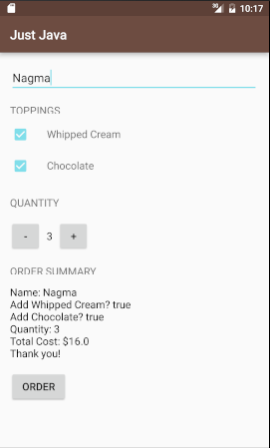 3G 10:17
Just Java
Nagma
TOPPINGS
Whipped Cream
Chocolate
QUANTITY
- 3 +
ORDER SUMMARY
Name: Nagma
Add Whipped Cream? true
Add Chocolate? true
Quantity: 3
Total Cost: $16.0
Thank you!
ORDER